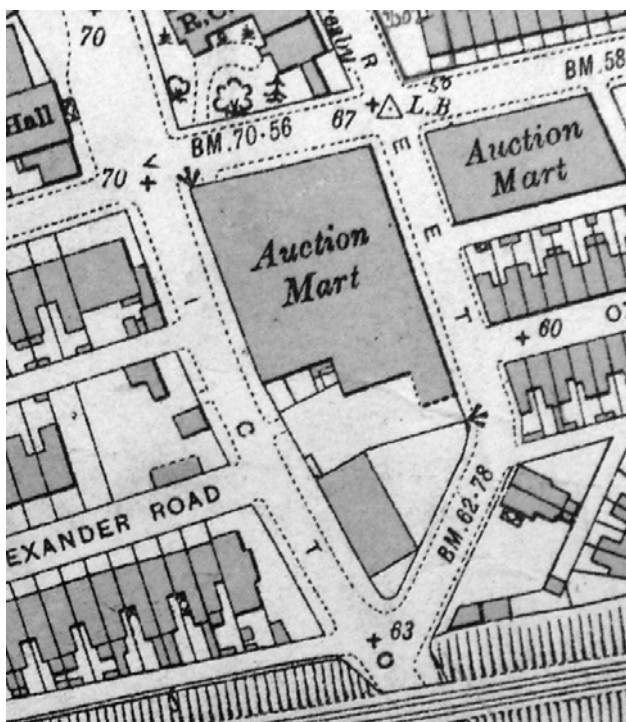 70
R.C.
Hall
BM.70·56
67
L.B
BM.58
R
E
E
T
70
V
I
C
T
O
Auction
Mart
Auction
Mart
60
O
EXANDER ROAD
BM.62·78
63